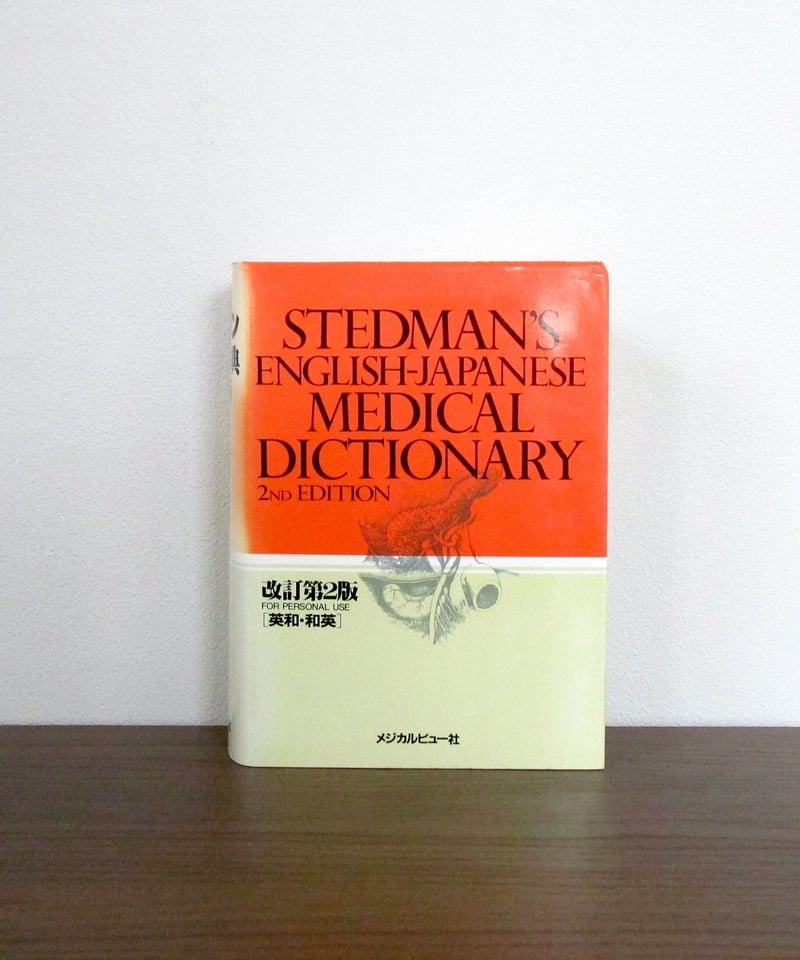 STEDMAN'S
ENGLISH-JAPANESE
MEDICAL
DICTIONARY
2ND EDITION
改訂第2版
FOR PERSONAL USE
[英和・和英]
メジカルビュー社
典